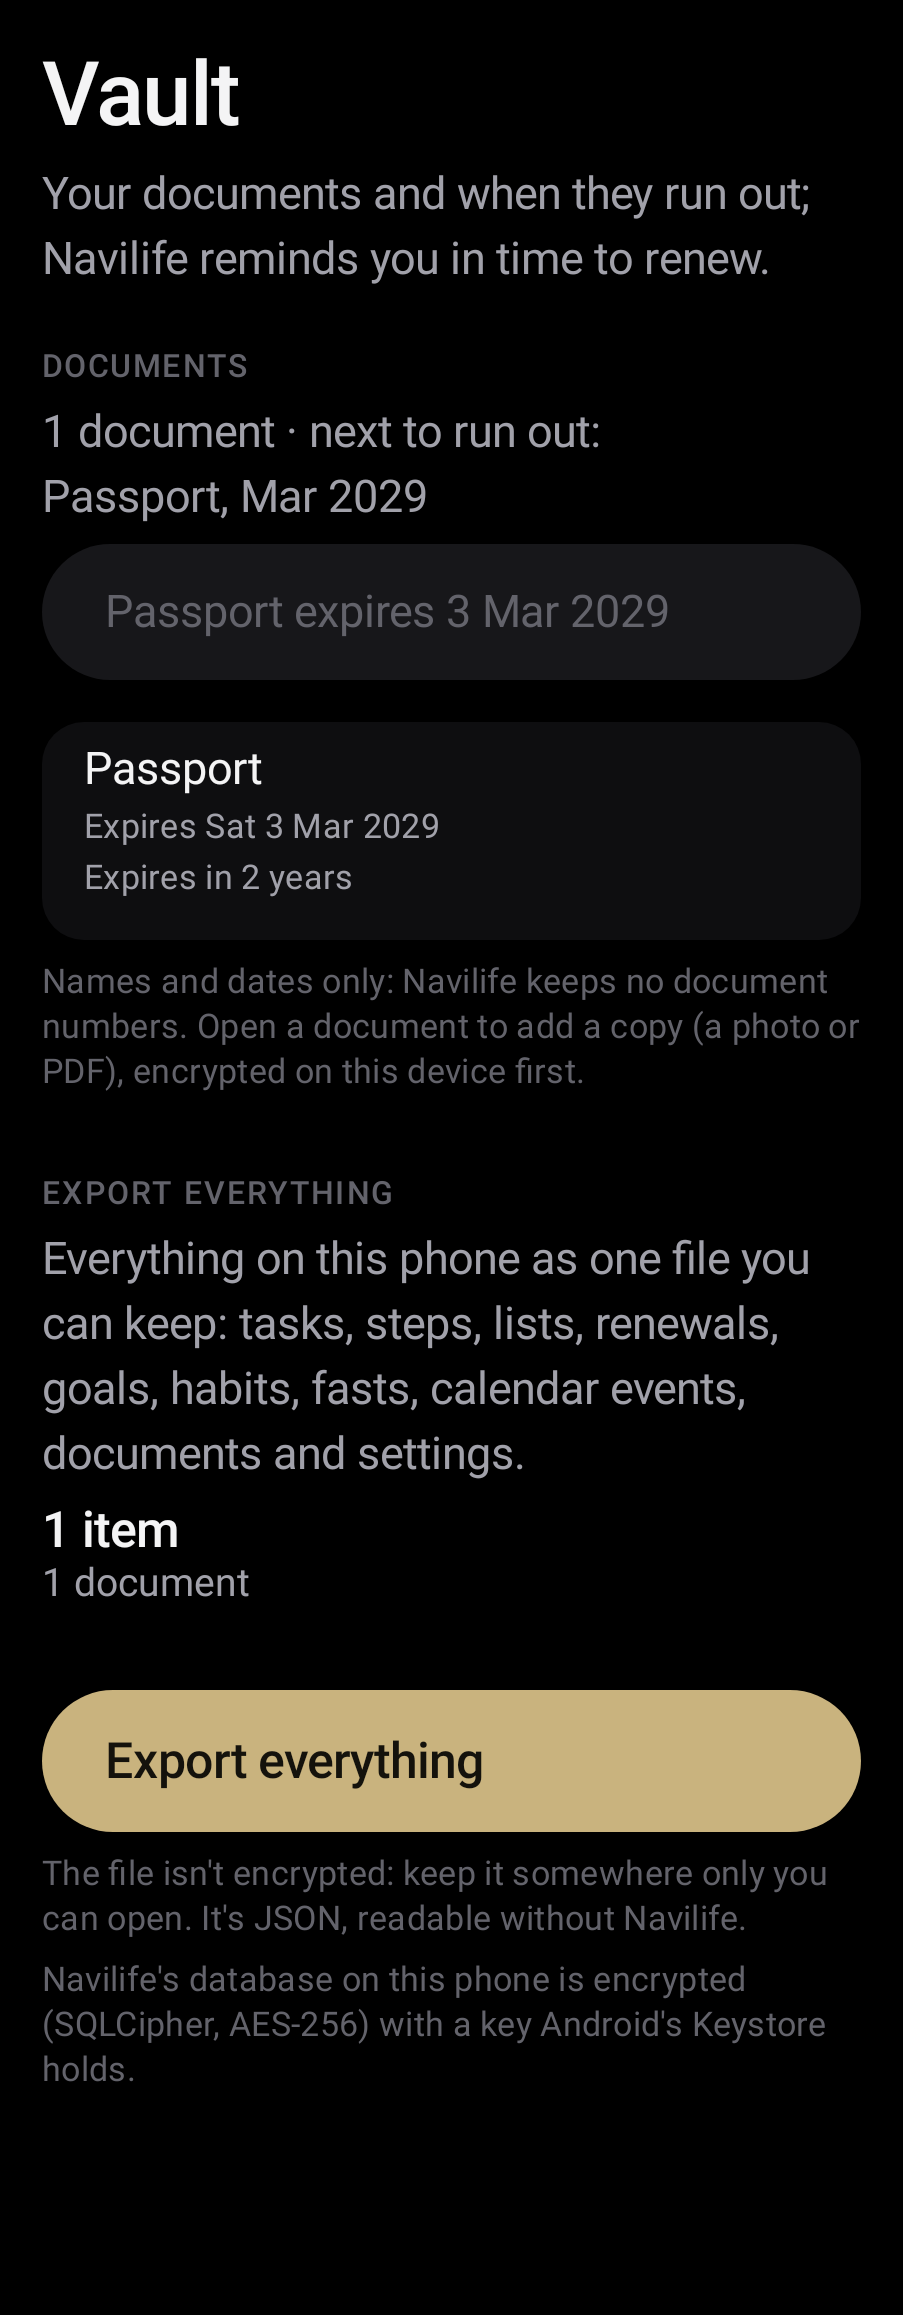 Vault
Your documents and when they run out;
Navilife reminds you in time to renew.
DOCUMENTS
1 document · next to run out:
Passport, Mar 2029
Passport expires 3 Mar 2029
Passport
Expires Sat 3 Mar 2029
Expires in 2 years
Names and dates only: Navilife keeps no document
numbers. Open a document to add a copy (a photo or
PDF), encrypted on this device first.
EXPORT EVERYTHING
Everything on this phone as one file you
can keep: tasks, steps, lists, renewals,
goals, habits, fasts, calendar events,
documents and settings.
1 item
1 document
Export everything
The file isn't encrypted: keep it somewhere only you
can open. It's JSON, readable without Navilife.
Navilife's database on this phone is encrypted
(SQLCipher, AES-256) with a key Android's Keystore
holds.